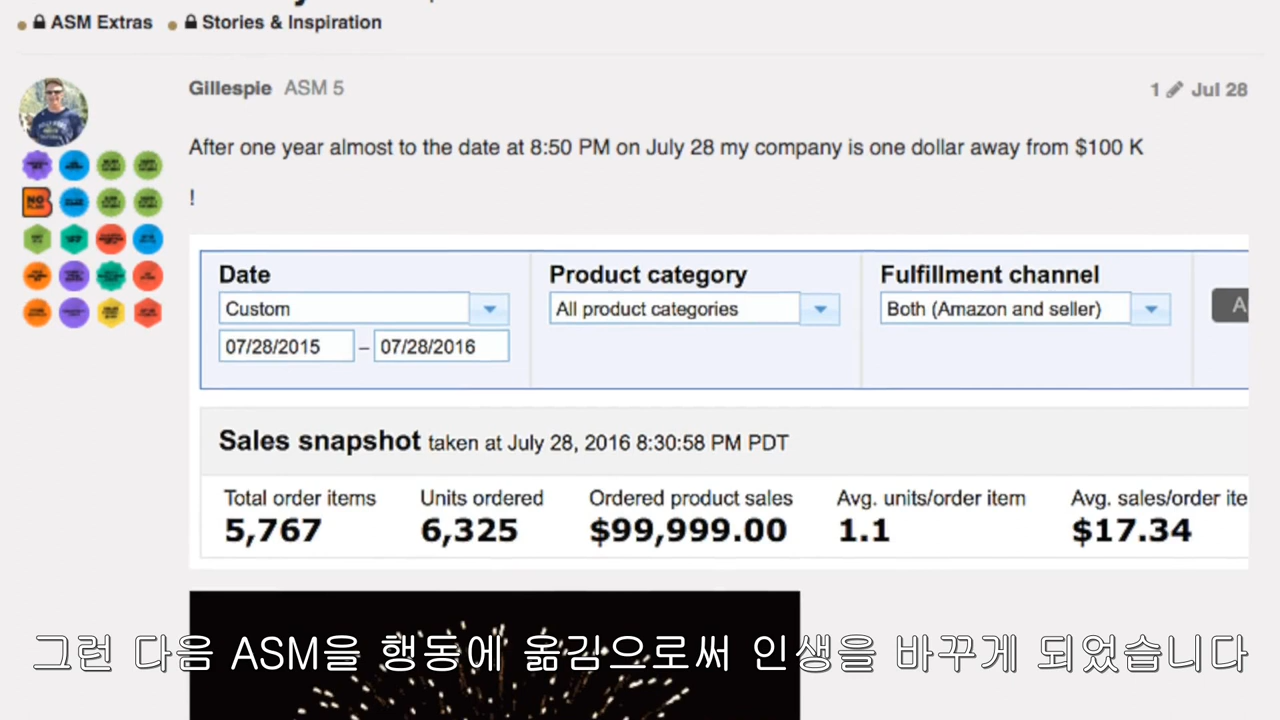 ASM Extras Stories & Inspiration
Gillespie ASM 5 1 Jul 28
After one year almost to the date at 8:50 PM on July 28 my company is one dollar away from $100 K
!
Date Product category Fulfillment channel
Custom All product categories Both (Amazon and seller)
07/28/2015 – 07/28/2016
Sales snapshot taken at July 28, 2016 8:30:58 PM PDT
Total order items Units ordered Ordered product sales Avg. units/order item Avg. sales/order ite
5,767 6,325 $99,999.00 1.1 $17.34
그런 다음 ASM을 행동에 옮김으로써 인생을 바꾸게 되었습니다